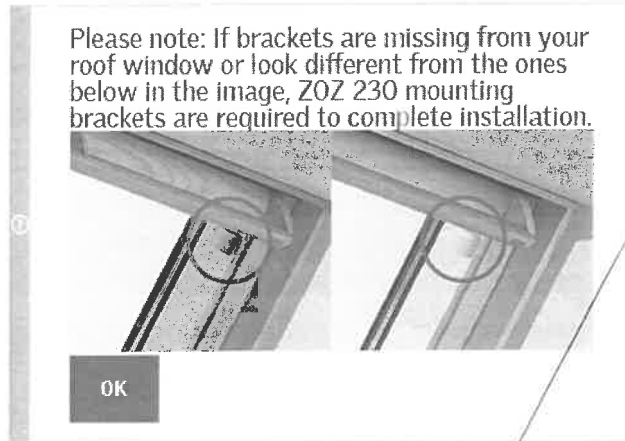 Please note: If brackets are missing from your
roof window or look different from the ones
below in the image, ZOZ 230 mounting
brackets are required to complete installation.
OK